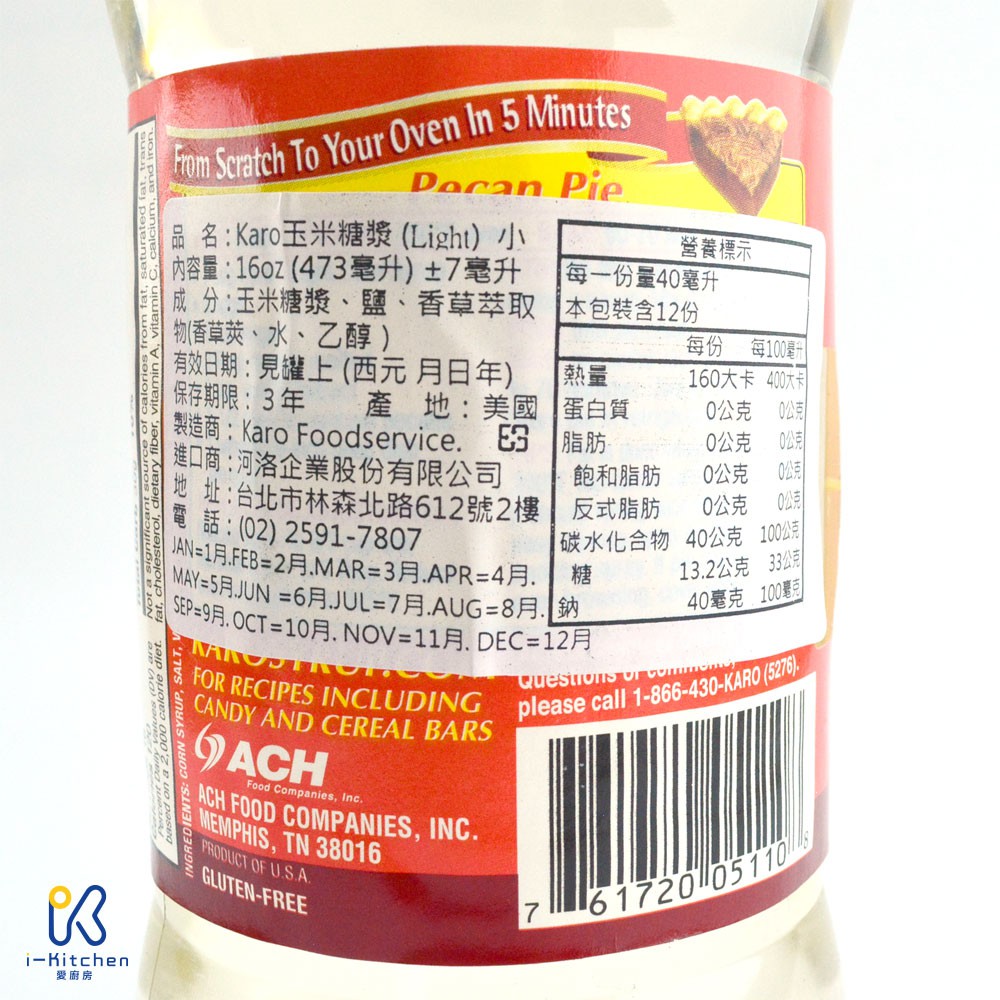 From Scratch To Your Oven In 5 Minutes
Pecan Pie
品 名:Karo玉米糖漿 (Light) 小
內容量:16oz (473毫升) ±7毫升
成 分:玉米糖漿、鹽、香草萃取
物(香草莢、水、乙醇)
有效日期:見罐上 (西元 月日年)
保存期限:3年 產 地:美國
製造商:Karo Foodservice.
進口商:河洛企業股份有限公司
地 址:台北市林森北路612號2樓
電 話:(02) 2591-7807
JAN=1月.FEB=2月.MAR=3月.APR=4月.
MAY=5月.JUN =6月.JUL=7月.AUG=8月.
SEP=9月. OCT=10月. NOV=11月. DEC=12月
營養標示
每一份量40毫升
本包裝含12份
每份 每100毫升
熱量 160大卡 400大卡
蛋白質 0公克 0公克
脂肪 0公克 0公克
飽和脂肪 0公克 0公克
反式脂肪 0公克 0公克
碳水化合物 40公克 100公克
糖 13.2公克 33公克
鈉 40毫克 100毫克
Not a significant source of calories from fat, saturated fat, trans
fat, cholesterol, dietary fiber, vitamin A, vitamin C, calcium, and iron.
Percent Daily Values (DV) are
based on a 2,000 calorie diet.
INGREDIENTS: CORN SYRUP, SALT,
FOR RECIPES INCLUDING
CANDY AND CEREAL BARS
ACH
Food Companies, Inc.
ACH FOOD COMPANIES, INC.
MEMPHIS, TN 38016
PRODUCT OF U.S.A.
GLUTEN-FREE
Questions or comments,
please call 1-866-430-KARO (5276).
7 61720 05110 8
i-Kitchen
愛廚房